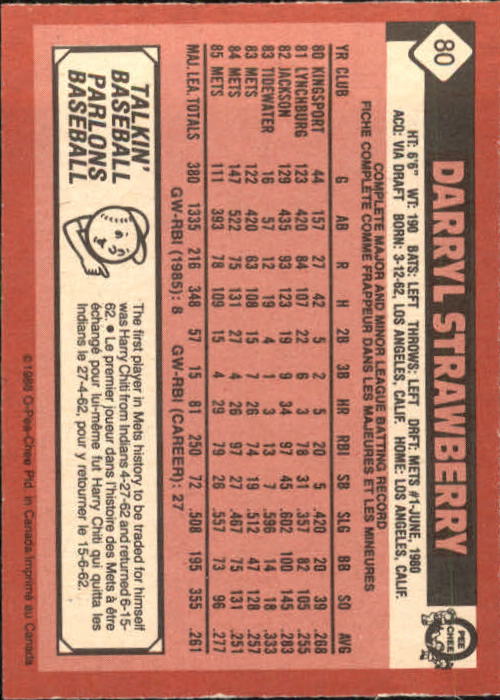 80
DARRYL STRAWBERRY
O PEE CHEE
HT: 6'6" WT: 190 BATS: LEFT THROWS: LEFT DRFT: METS #1-JUNE, 1980
ACQ: VIA DRAFT BORN: 3-12-62, LOS ANGELES, CALIF. HOME: LOS ANGELES, CALIF.
COMPLETE MAJOR AND MINOR LEAGUE BATTING RECORD
FICHE COMPLÈTE COMME FRAPPEUR DANS LES MAJEURES ET LES MINEURES
YR CLUB G AB R H 2B 3B HR RBI SB SLG BB SO AVG
80 KINGSPORT 44 157 27 42 5 2 5 20 5 .420 20 39 .268
81 LYNCHBURG 123 420 84 107 22 6 3 78 31 .357 82 105 .255
82 JACKSON 129 435 93 123 19 9 34 97 45 .602 100 145 .283
83 TIDEWATER 16 57 12 19 4 1 3 13 7 .596 14 18 .333
83 METS 122 420 63 108 15 7 26 74 19 .512 47 128 .257
84 METS 147 522 75 131 27 4 26 97 27 .467 75 131 .251
85 METS 111 393 78 109 15 4 29 79 26 .557 73 96 .277
MAJ. LEA. TOTALS 380 1335 216 348 57 15 81 250 72 .508 195 355 .261
GW-RBI (1985): 8 GW-RBI (CAREER): 27
TALKIN'
BASEBALL
PARLONS
BASEBALL
The first player in Mets history to be traded for himself
was Harry Chiti from Indians 4-27-62 and returned 6-15-
62. ● Le premier joueur dans l'histoire des Mets à être
échangé pour lui-même fut Harry Chiti qui quitta les
Indians le 27-4-62, pour y retourner le 15-6-62.
©1986 O-Pee-Chee Ptd. in Canada Imprimé au Canada